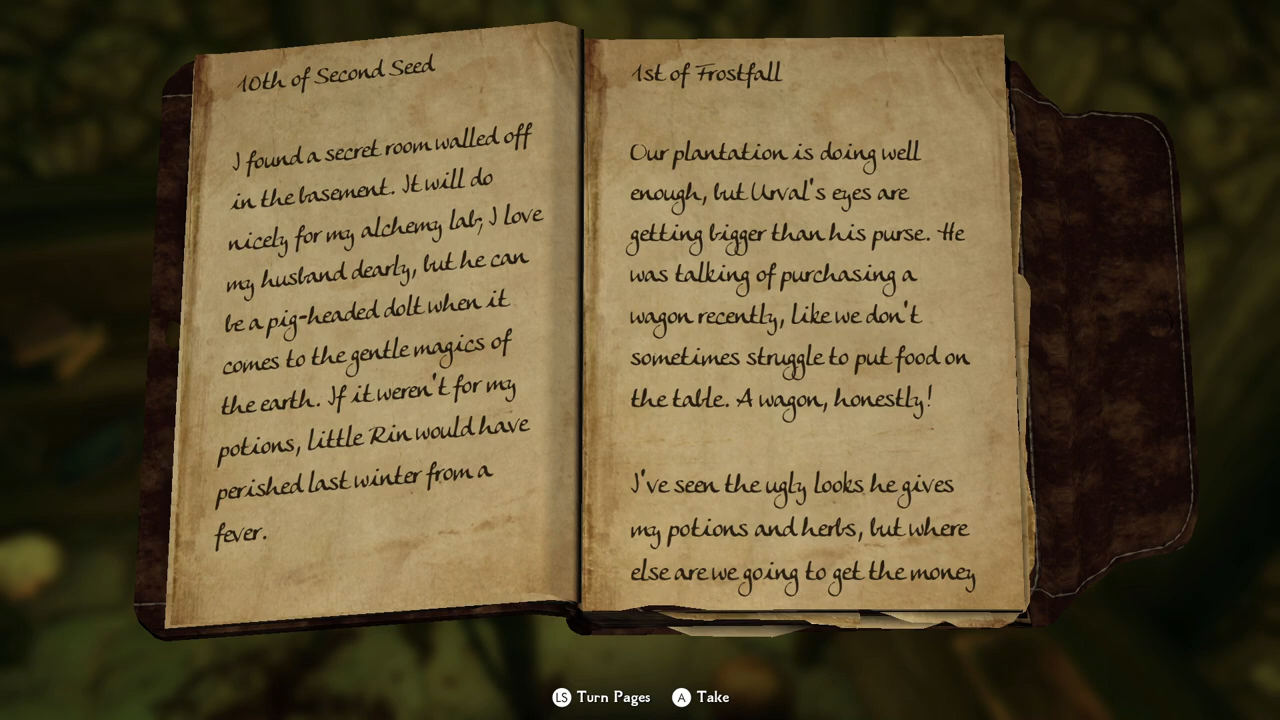 10th of Second Seed
I found a secret room walled off
in the basement. It will do
nicely for my alchemy lab; I love
my husband dearly, but he can
be a pig-headed dolt when it
comes to the gentle magics of
the earth. If it weren't for my
potions, little Rin would have
perished last winter from a
fever.
1st of Frostfall
Our plantation is doing well
enough, but Urval's eyes are
getting bigger than his purse. He
was talking of purchasing a
wagon recently, like we don't
sometimes struggle to put food on
the table. A wagon, honestly!
I've seen the ugly looks he gives
my potions and herbs, but where
else are we going to get the money
LS Turn Pages A Take